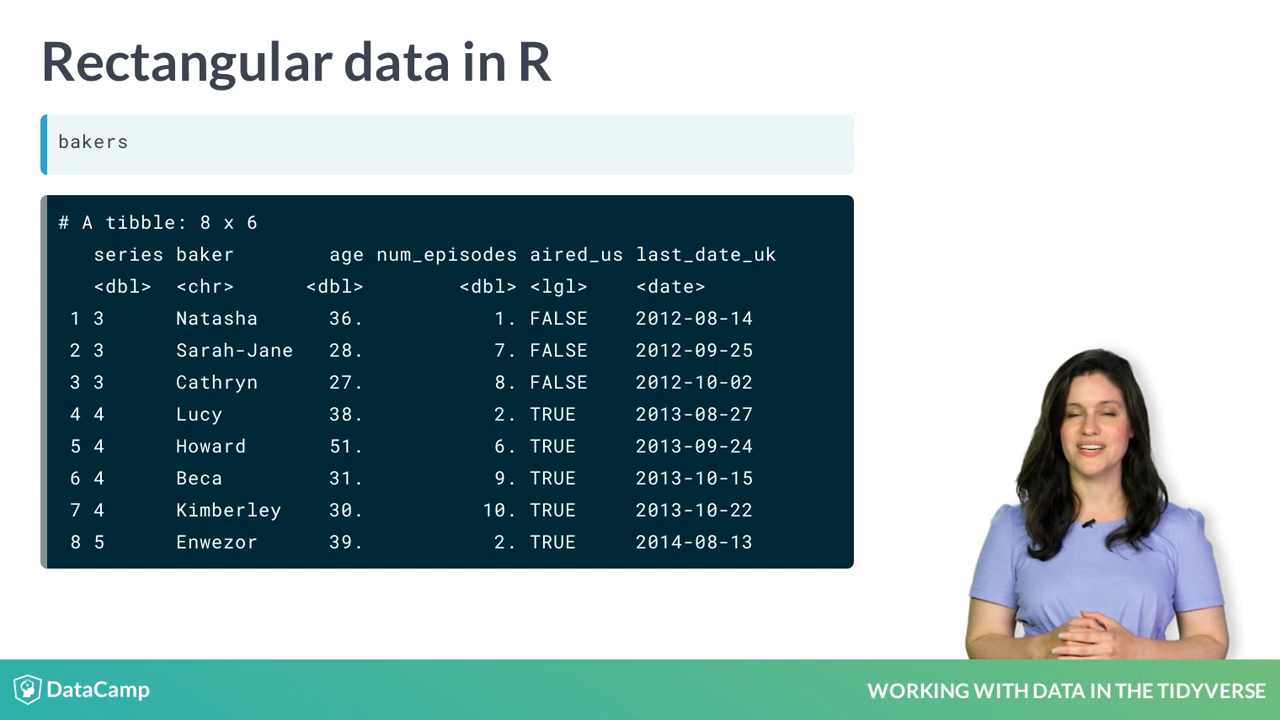 Rectangular data in R
bakers
# A tibble: 8 x 6
series baker age num_episodes aired_us last_date_uk
<dbl> <chr> <dbl> <dbl> <lgl> <date>
1 3 Natasha 36. 1. FALSE 2012-08-14
2 3 Sarah-Jane 28. 7. FALSE 2012-09-25
3 3 Cathryn 27. 8. FALSE 2012-10-02
4 4 Lucy 38. 2. TRUE 2013-08-27
5 4 Howard 51. 6. TRUE 2013-09-24
6 4 Beca 31. 9. TRUE 2013-10-15
7 4 Kimberley 30. 10. TRUE 2013-10-22
8 5 Enwezor 39. 2. TRUE 2014-08-13
DataCamp
WORKING WITH DATA IN THE TIDYVERSE